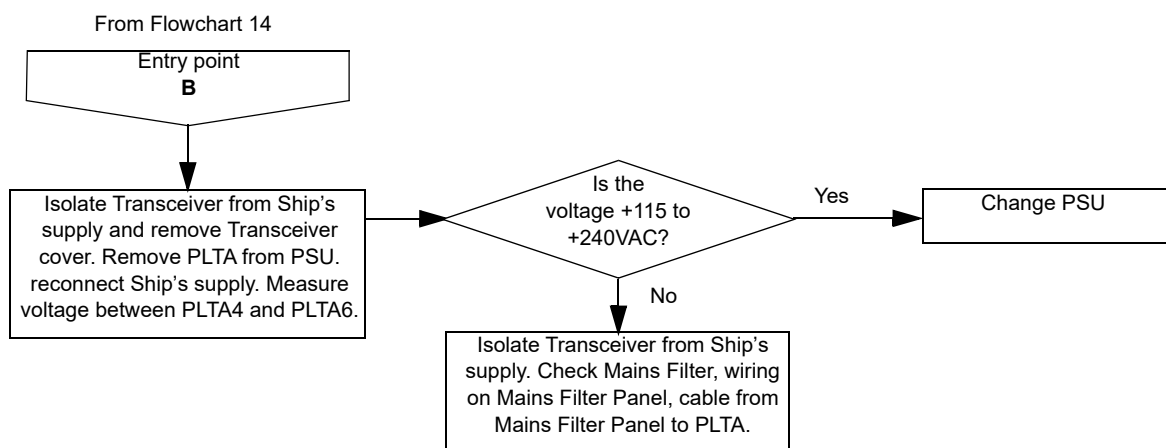 From Flowchart 14
Entry point
B
Isolate Transceiver from Ship's
supply and remove Transceiver
cover. Remove PLTA from PSU.
reconnect Ship's supply. Measure
voltage between PLTA4 and PLTA6.
Is the
voltage +115 to
+240VAC?
Yes
Change PSU
No
Isolate Transceiver from Ship's
supply. Check Mains Filter, wiring
on Mains Filter Panel, cable from
Mains Filter Panel to PLTA.